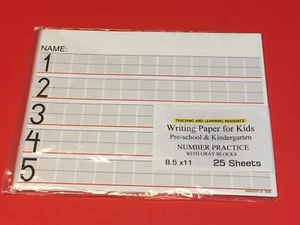 NAME:
1
2
3
4
5
TEACHING AND LEARNING RESOURCE
Writing Paper for Kids
Pre-school & Kindergarten
NUMBER PRACTICE
WITH GRAY BLOCKS
8.5 x11 25 Sheets